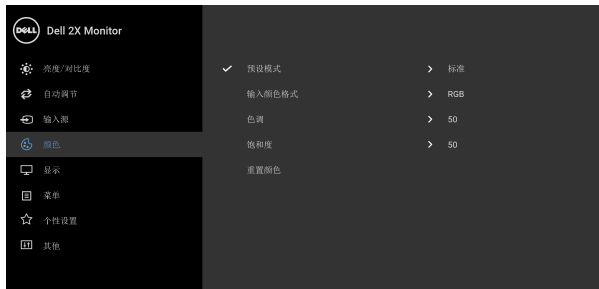 DELL
Dell 2X Monitor
亮度/对比度
自动调节
输入源
颜色
显示
菜单
个性设置
其他
预设模式 标准
输入颜色格式 RGB
色调 50
饱和度 50
重置颜色